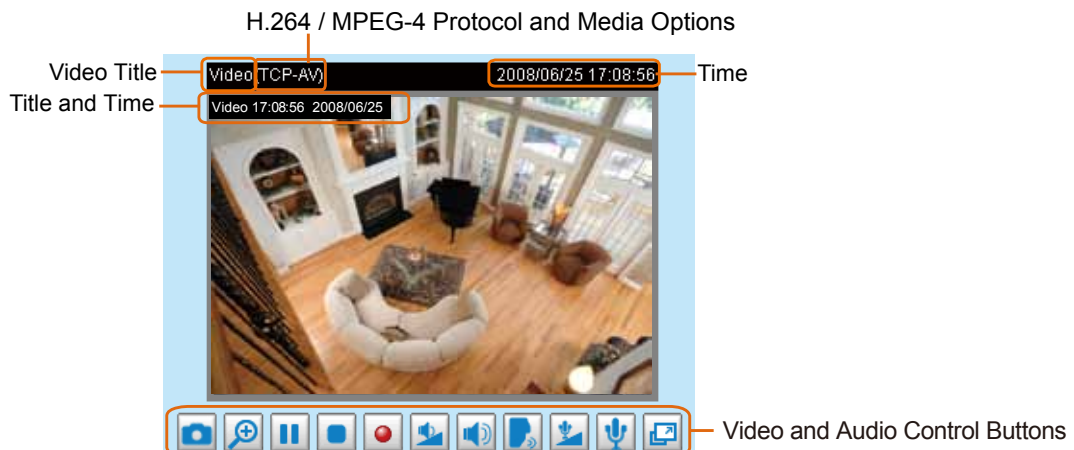 H.264 / MPEG-4 Protocol and Media Options
Video Title
Video(TCP-AV)
2008/06/25 17:08:56
Time
Title and Time
Video 17:08:56 2008/06/25
Video and Audio Control Buttons